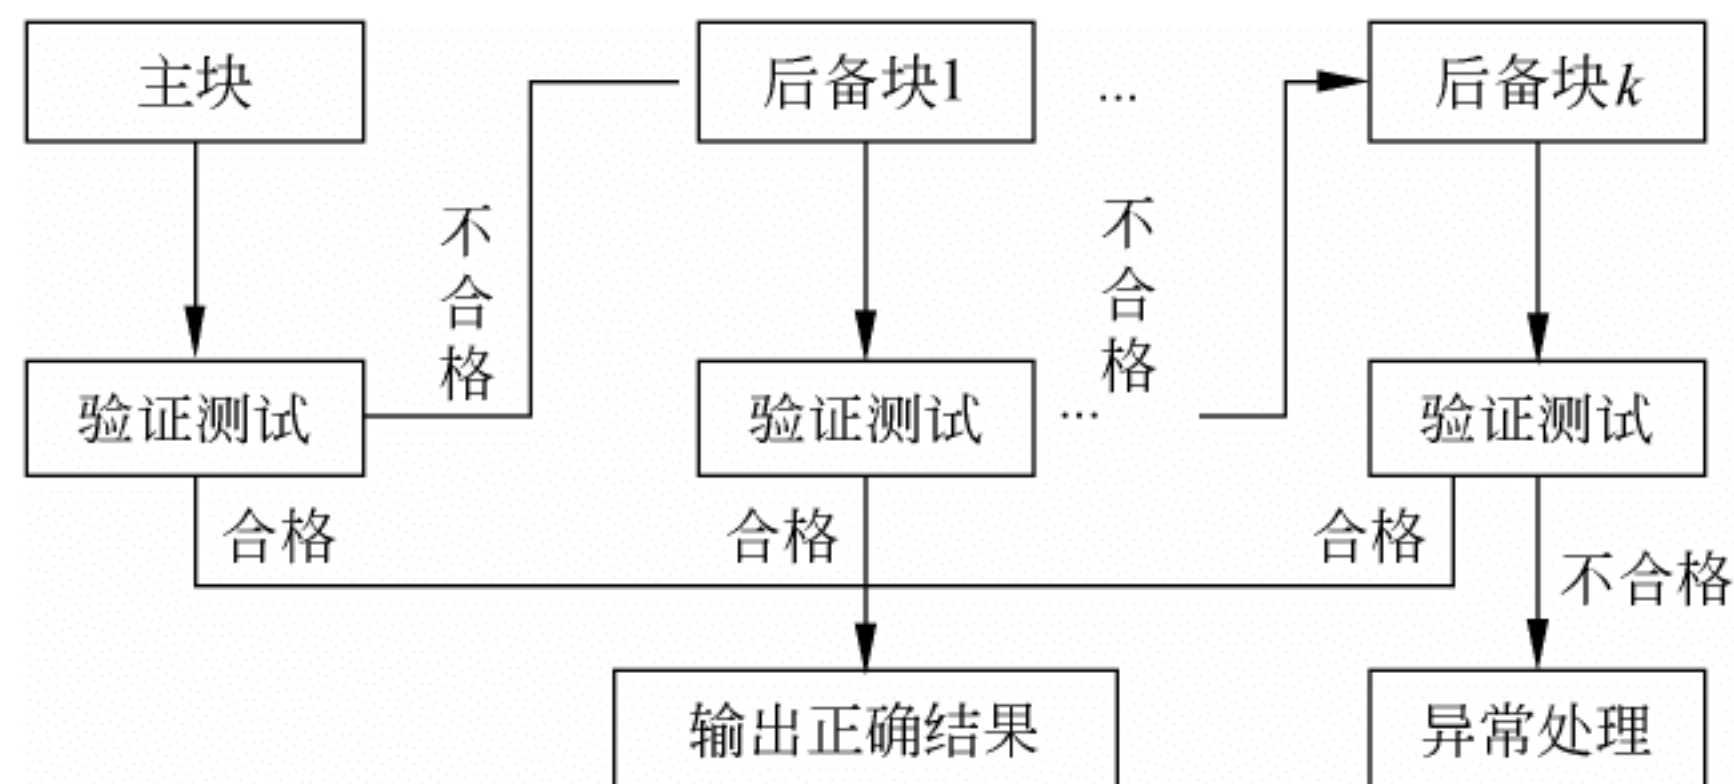 主块
后备块1
...
后备块k
不合格
不合格
验证测试
验证测试
...
验证测试
合格
合格
合格
不合格
输出正确结果
异常处理